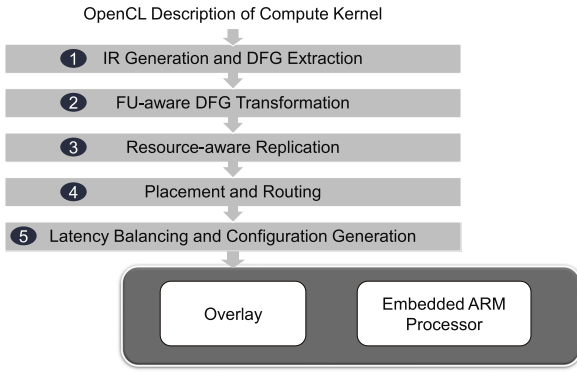 OpenCL Description of Compute Kernel
1 IR Generation and DFG Extraction
2 FU-aware DFG Transformation
3 Resource-aware Replication
4 Placement and Routing
5 Latency Balancing and Configuration Generation
Overlay
Embedded ARM
Processor